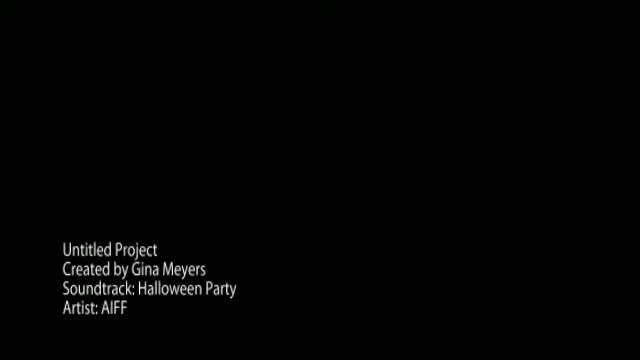 Untitled Project
Created by Gina Meyers
Soundtrack: Halloween Party
Artist: AIFF